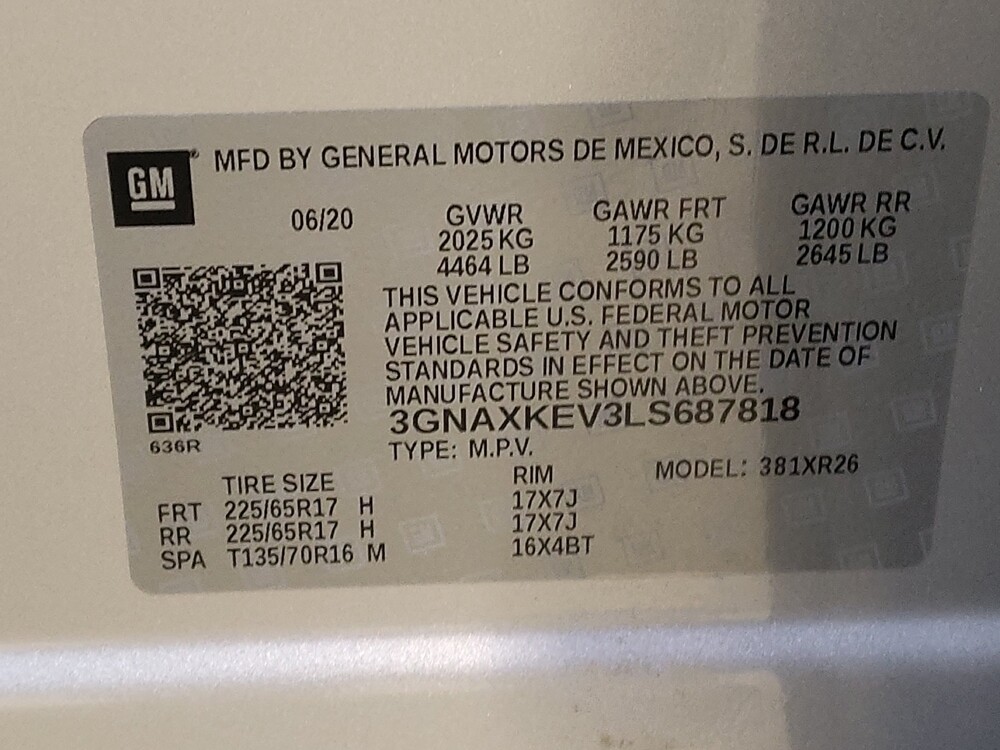 GM MFD BY GENERAL MOTORS DE MEXICO, S. DE R.L. DE C.V.
06/20 GVWR GAWR FRT GAWR RR
2025 KG 1175 KG 1200 KG
4464 LB 2590 LB 2645 LB
THIS VEHICLE CONFORMS TO ALL
APPLICABLE U.S. FEDERAL MOTOR
VEHICLE SAFETY AND THEFT PREVENTION
STANDARDS IN EFFECT ON THE DATE OF
MANUFACTURE SHOWN ABOVE.
3GNAXKEV3LS687818
636R TYPE: M.P.V.
TIRE SIZE RIM MODEL: 381XR26
FRT 225/65R17 H 17X7J
RR 225/65R17 H 17X7J
SPA T135/70R16 M 16X4BT